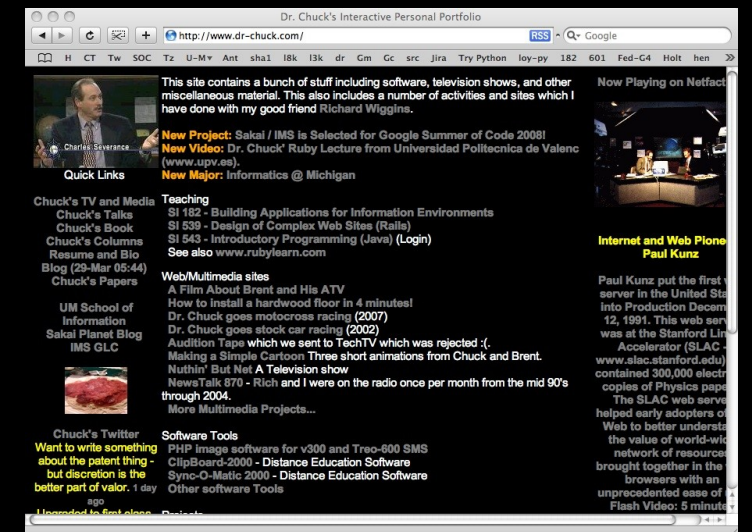 Dr. Chuck's Interactive Personal Portfolio
http://www.dr-chuck.com/
RSS
Google
H CT Tw SOC Tz U-M▾ Ant sha1 l8k l3k dr Gm Gc src Jira Try Python loy-py 182 601 Fed-G4 Holt hen
Charles Severance
Quick Links
Chuck's TV and Media
Chuck's Talks
Chuck's Book
Chuck's Columns
Resume and Bio
Blog (29-Mar 05:44)
Chuck's Papers
UM School of
Information
Sakai Planet Blog
IMS GLC
Chuck's Twitter
Want to write something
about the patent thing -
but discretion is the
better part of valor. 1 day
ago
Upgraded to first class
This site contains a bunch of stuff including software, television shows, and other
miscellaneous material. This also includes a number of activities and sites which I
have done with my good friend Richard Wiggins.
New Project: Sakai / IMS is Selected for Google Summer of Code 2008!
New Video: Dr. Chuck' Ruby Lecture from Universidad Politecnica de Valenc
(www.upv.es).
New Major: Informatics @ Michigan
Teaching
SI 182 - Building Applications for Information Environments
SI 539 - Design of Complex Web Sites (Rails)
SI 543 - Introductory Programming (Java) (Login)
See also www.rubylearn.com
Web/Multimedia sites
A Film About Brent and His ATV
How to install a hardwood floor in 4 minutes!
Dr. Chuck goes motocross racing (2007)
Dr. Chuck goes stock car racing (2002)
Audition Tape which we sent to TechTV which was rejected :(.
Making a Simple Cartoon Three short animations from Chuck and Brent.
Nuthin' But Net A Television show
NewsTalk 870 - Rich and I were on the radio once per month from the mid 90's
through 2004.
More Multimedia Projects...
Software Tools
PHP image software for v300 and Treo-600 SMS
ClipBoard-2000 - Distance Education Software
Sync-O-Matic 2000 - Distance Education Software
Other software Tools
Projects
Now Playing on Netfact
Internet and Web Pione
Paul Kunz
Paul Kunz put the first
server in the United Sta
into Production Decem
12, 1991. This web serv
was at the Stanford Lin
Accelerator (SLAC -
www.slac.stanford.edu)
contained 300,000 electr
copies of Physics pape
The SLAC web serve
helped early adopters of
Web to better understa
the value of world-wid
network of resources
brought together in the
browsers with an
unprecedented ease of
Flash Video: 5 minute